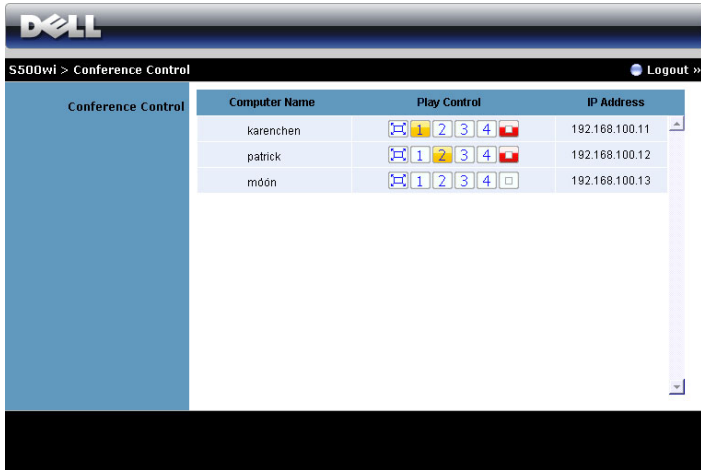 DELL
S500wi > Conference Control
Logout »
Conference Control
Computer Name Play Control IP Address
karenchen 1 2 3 4 192.168.100.11
patrick 1 2 3 4 192.168.100.12
móón 1 2 3 4 192.168.100.13